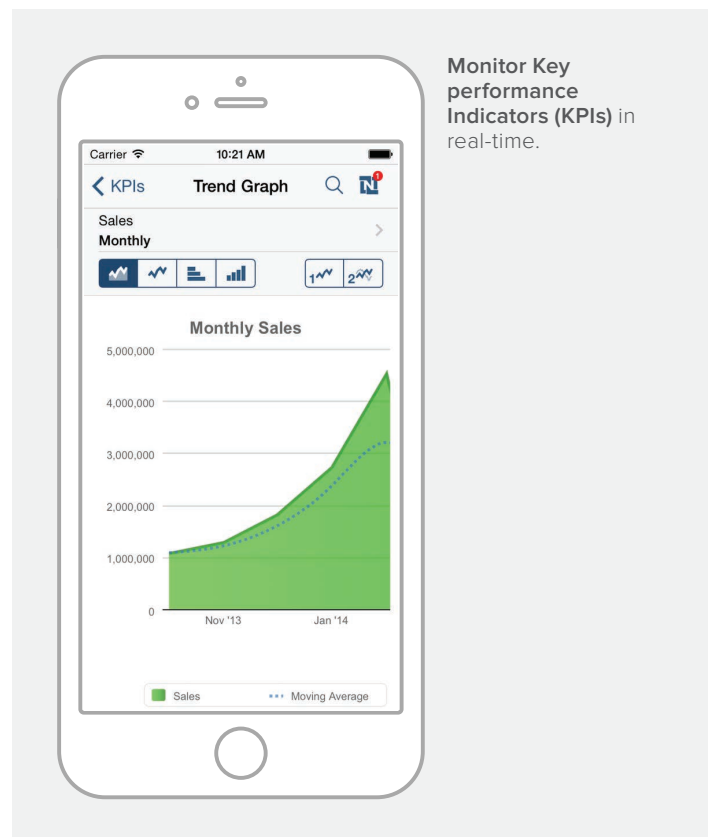 Monitor Key
performance
Indicators (KPIs) in
real-time.
Carrier 10:21 AM
KPIs Trend Graph N 1
Sales
Monthly
1 2
Monthly Sales
5,000,000
4,000,000
3,000,000
2,000,000
1,000,000
0
Nov '13 Jan '14
Sales Moving Average